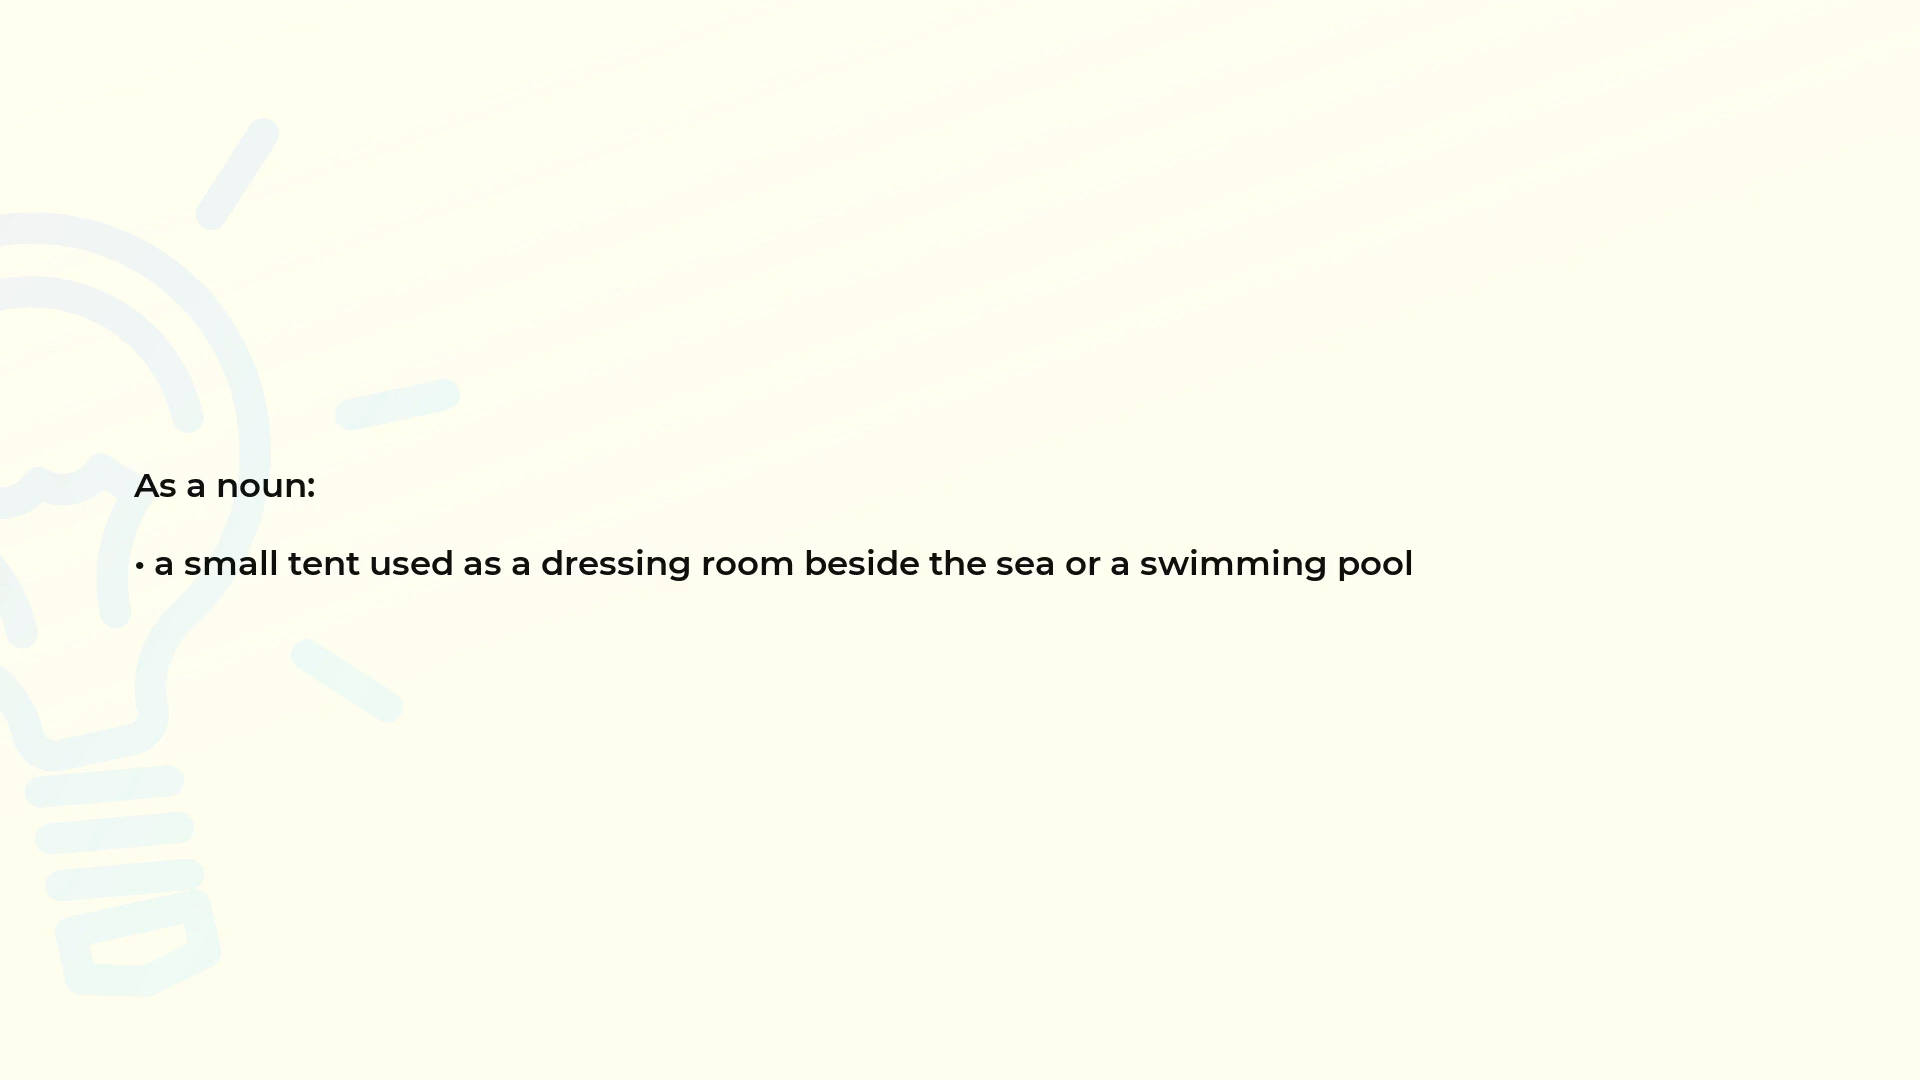 As a noun:
• a small tent used as a dressing room beside the sea or a swimming pool